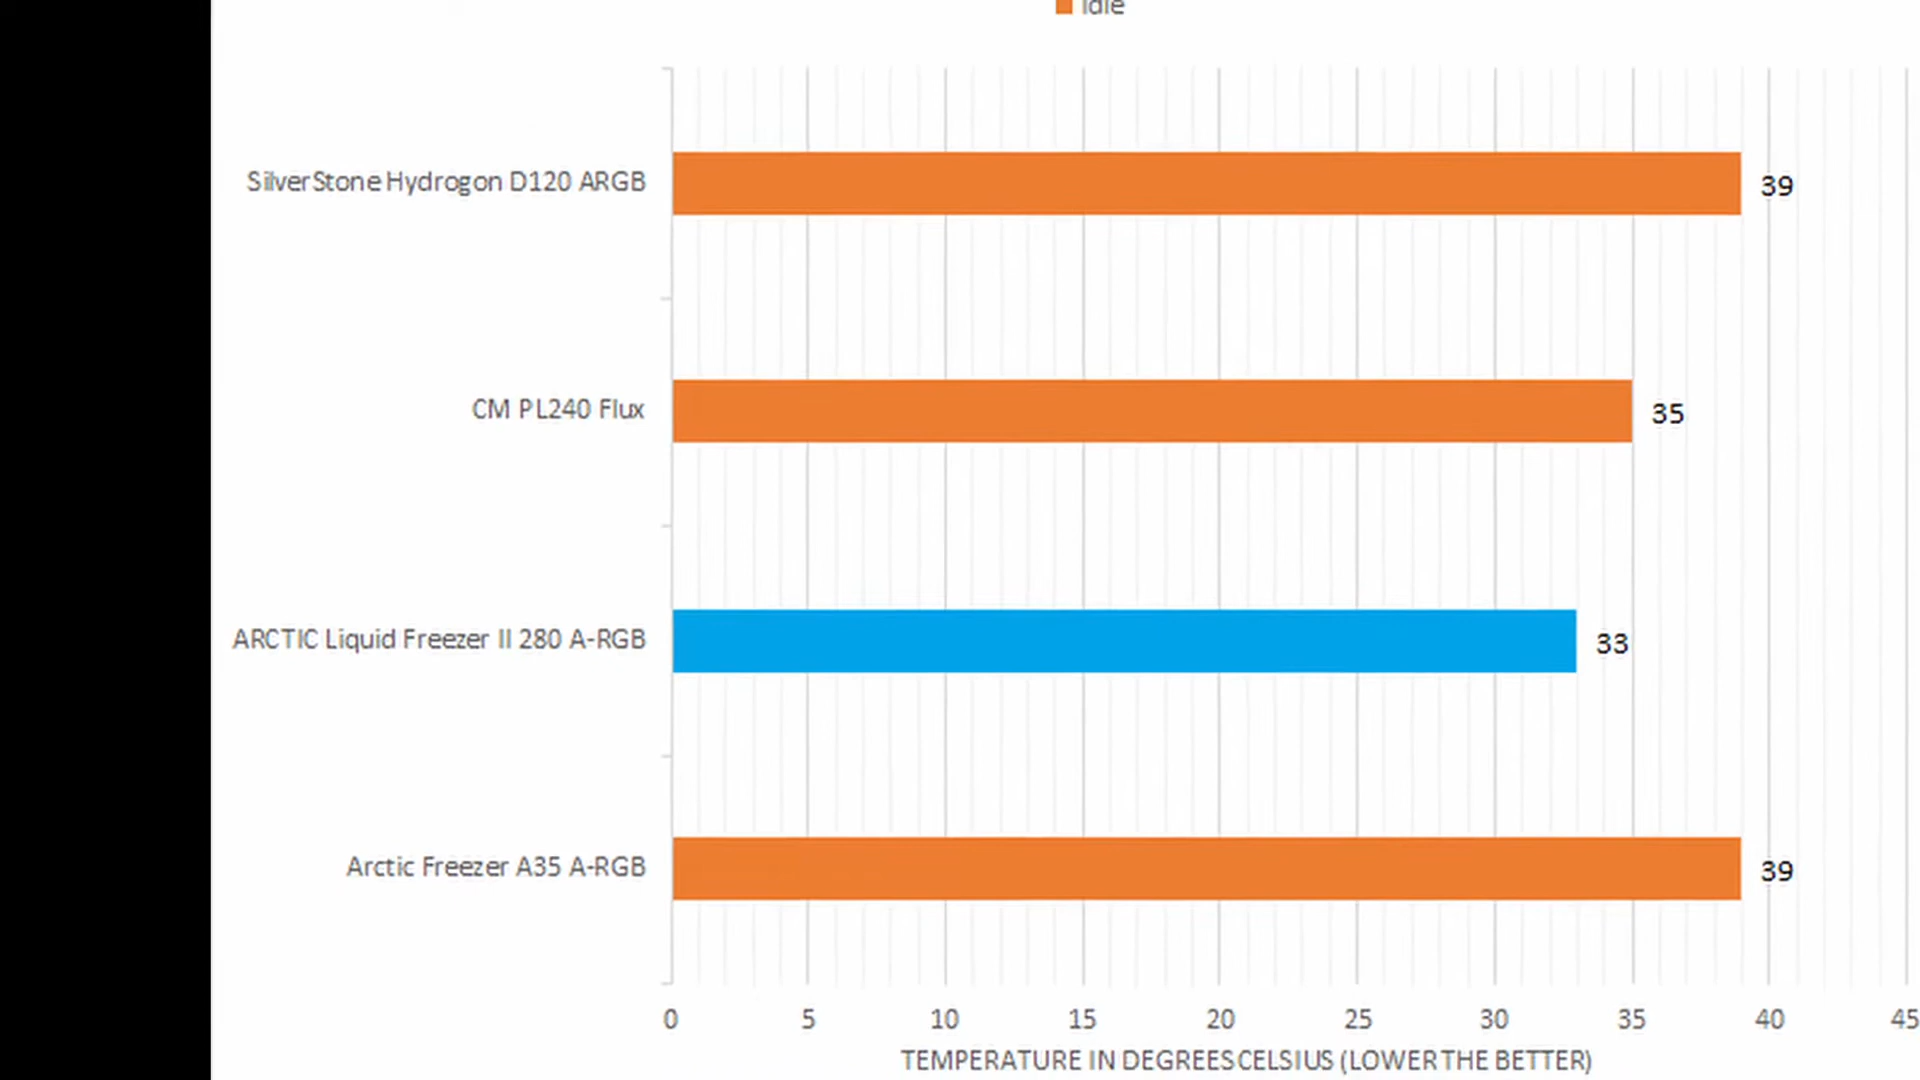 Idle
SilverStone Hydrogon D120 ARGB
39
CM PL240 Flux
35
ARCTIC Liquid Freezer II 280 A-RGB
33
Arctic Freezer A35 A-RGB
39
0 5 10 15 20 25 30 35 40 45
TEMPERATURE IN DEGREES CELSIUS (LOWER THE BETTER)